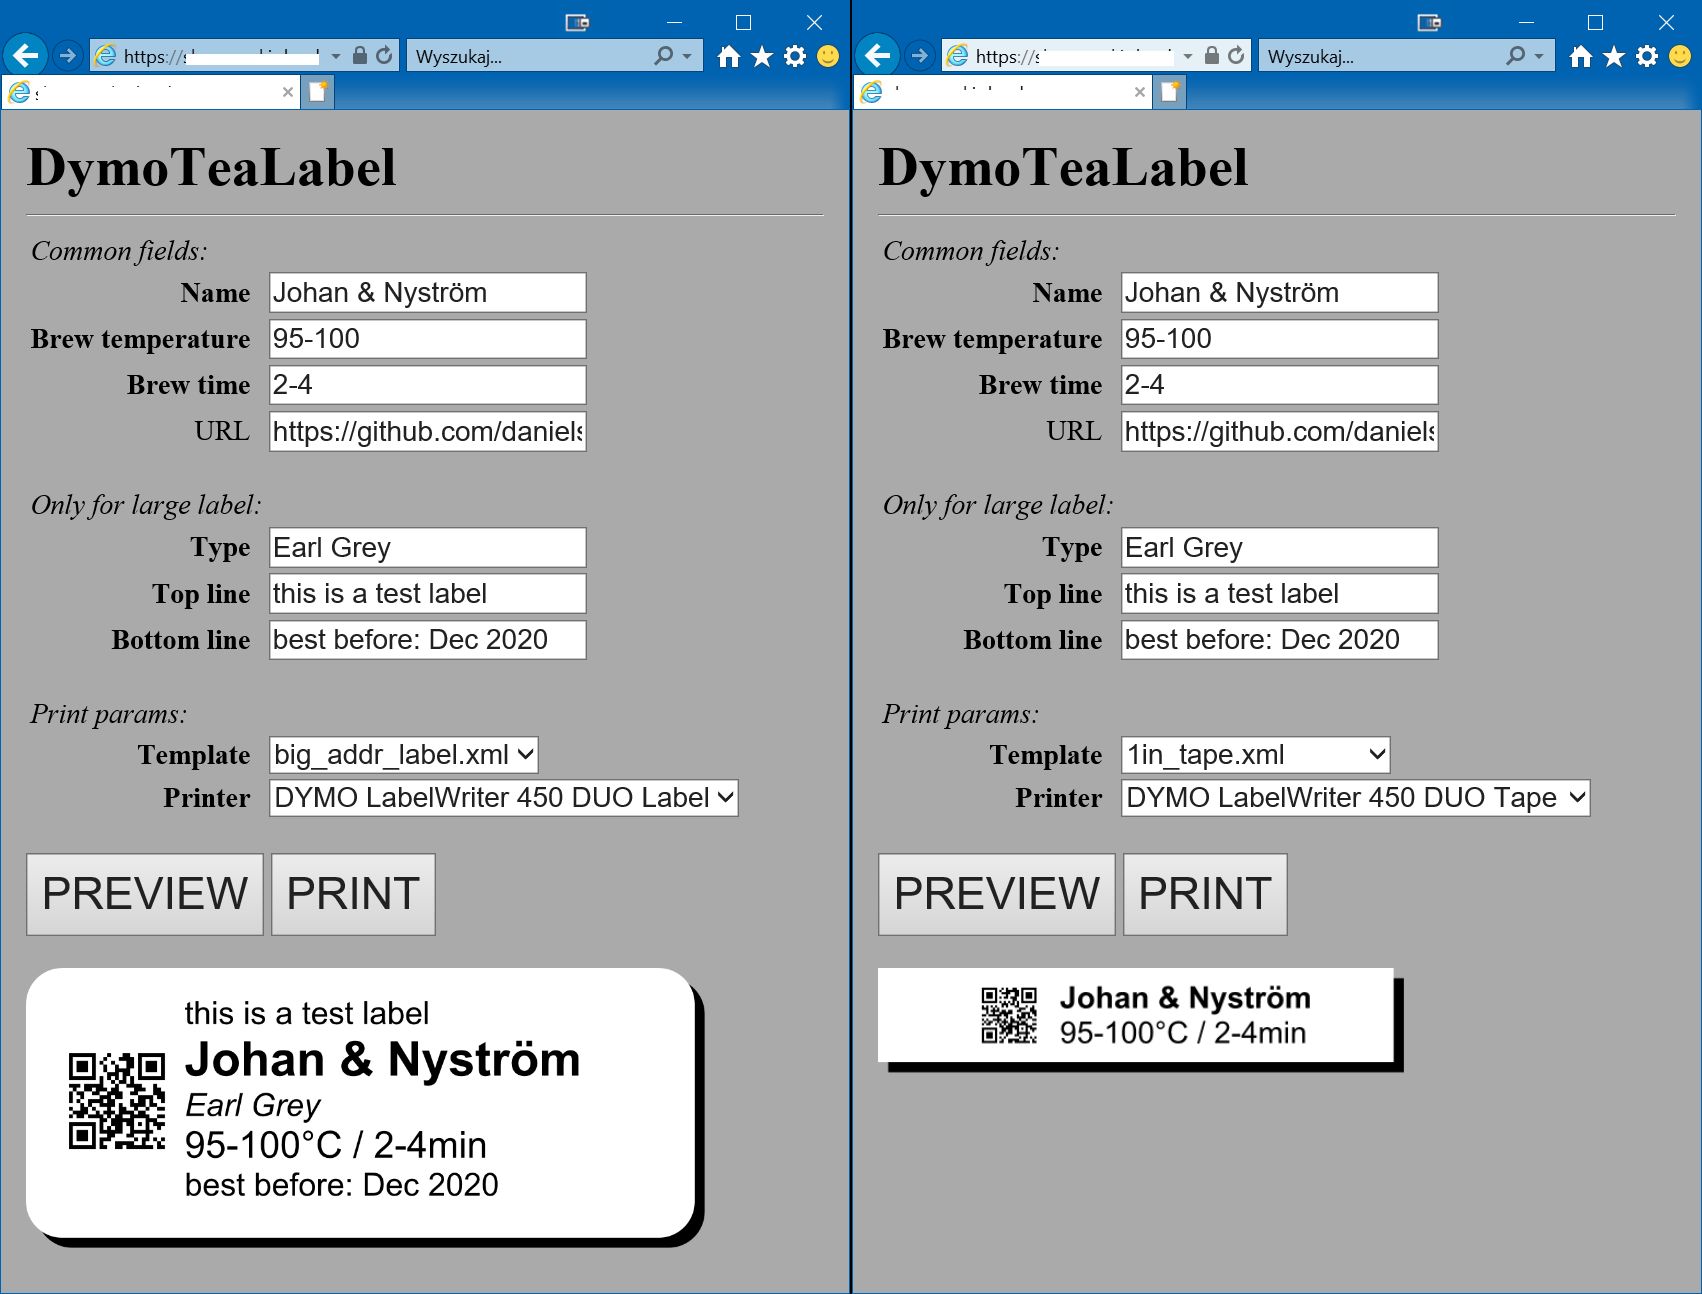 https://
Wyszukaj...
DymoTeaLabel
Common fields:
Name Johan & Nyström
Brew temperature 95-100
Brew time 2-4
URL https://github.com/daniels
Only for large label:
Type Earl Grey
Top line this is a test label
Bottom line best before: Dec 2020
Print params:
Template big_addr_label.xml
Printer DYMO LabelWriter 450 DUO Label
PREVIEW PRINT
this is a test label
Johan & Nyström
Earl Grey
95-100°C / 2-4min
best before: Dec 2020
https://
Wyszukaj...
DymoTeaLabel
Common fields:
Name Johan & Nyström
Brew temperature 95-100
Brew time 2-4
URL https://github.com/daniels
Only for large label:
Type Earl Grey
Top line this is a test label
Bottom line best before: Dec 2020
Print params:
Template 1in_tape.xml
Printer DYMO LabelWriter 450 DUO Tape
PREVIEW PRINT
Johan & Nyström
95-100°C / 2-4min